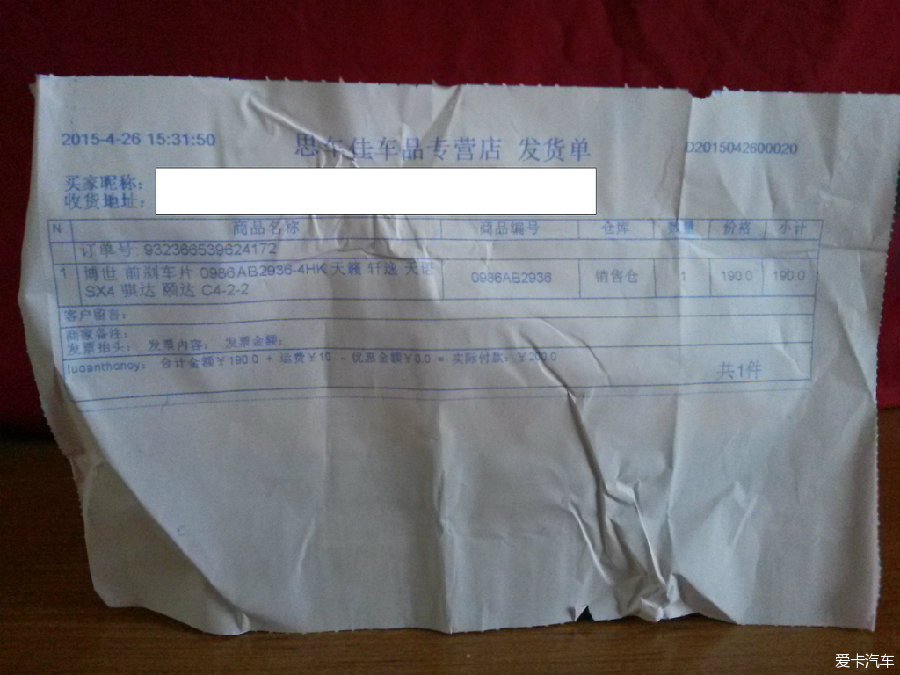 2015-4-26 15:31:50
思车佳车品专营店 发货单
D2015042600020
买家昵称：
收货地址：
N 商品名称 商品编号 仓库 数量 价格 小计
订单号 932366539624172
1 博世 前刹车片 0986AB2936-4HK 天籁 轩逸 天语 0986AB2936 销售仓 1 190.0 190.0
SX4 骐达 颐达 C4-2-2
客户留言：
商家备注：
发票抬头： 发票内容： 发票金额：
luoanthonoy： 合计金额￥190.0 + 运费￥10 - 优惠金额￥0.0 = 实际付款：￥200.0
共1件
爱卡汽车